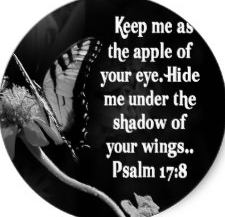 Keep me as
the apple of
your eye.Hide
me under the
shadow of
your wings..
Psalm 17:8